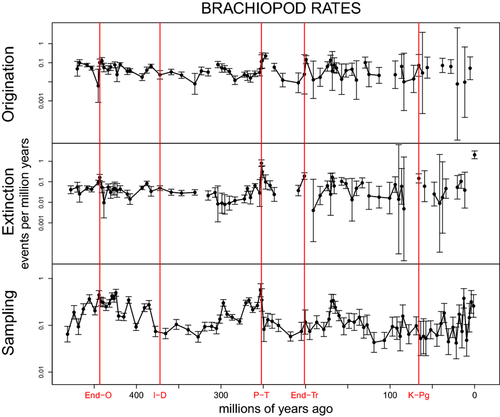 BRACHIOPOD RATES
Origination
1
0.1
0.001
Extinction
events per million years
1
0.1
0.01
0.001
Sampling
1
0.1
0.01
End−O
I−D
P−T
End−Tr
K−Pg
400
300
100
0
millions of years ago